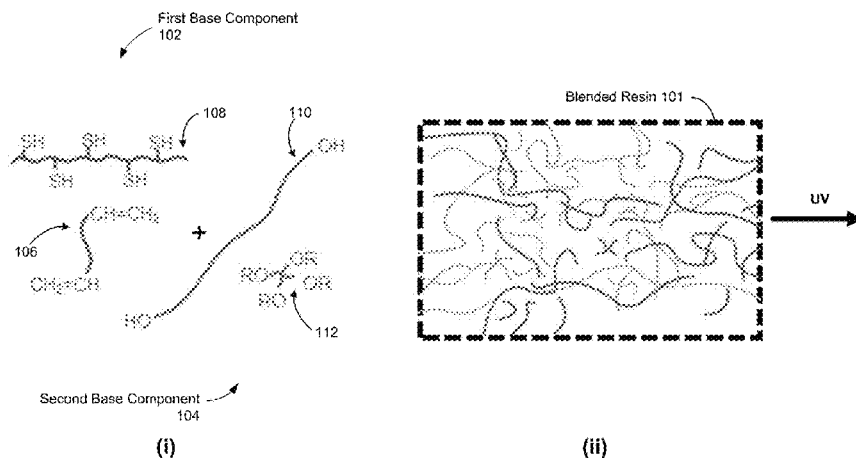 First Base Component
102
108
SH SH SH
SH SH
110
OH
106
CH=CH₂
CH₂=CH
+
OR
RO
OR
RO
112
HO
Second Base Component
104
(i)
Blended Resin 101
UV
(ii)